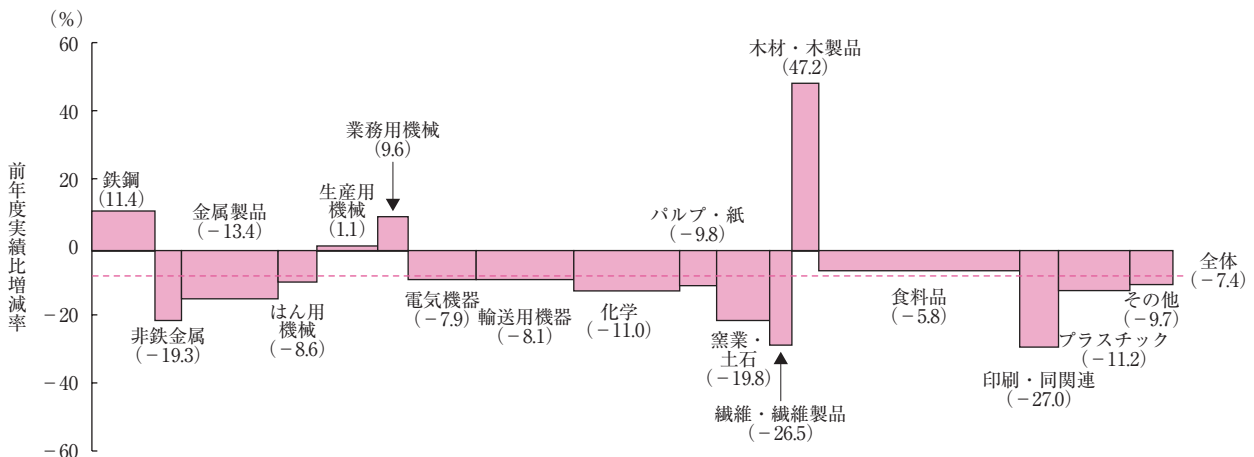 (%)
60
40
20
0
−20
−40
−60
前年度実績比増減率
鉄鋼
(11.4)
非鉄金属
(−19.3)
金属製品
(−13.4)
はん用
機械
(−8.6)
生産用
機械
(1.1)
業務用機械
(9.6)
電気機器
(−7.9)
輸送用機器
(−8.1)
化学
(−11.0)
パルプ・紙
(−9.8)
窯業・
土石
(−19.8)
繊維・繊維製品
(−26.5)
木材・木製品
(47.2)
食料品
(−5.8)
印刷・同関連
(−27.0)
プラスチック
(−11.2)
その他
(−9.7)
全体
(−7.4)